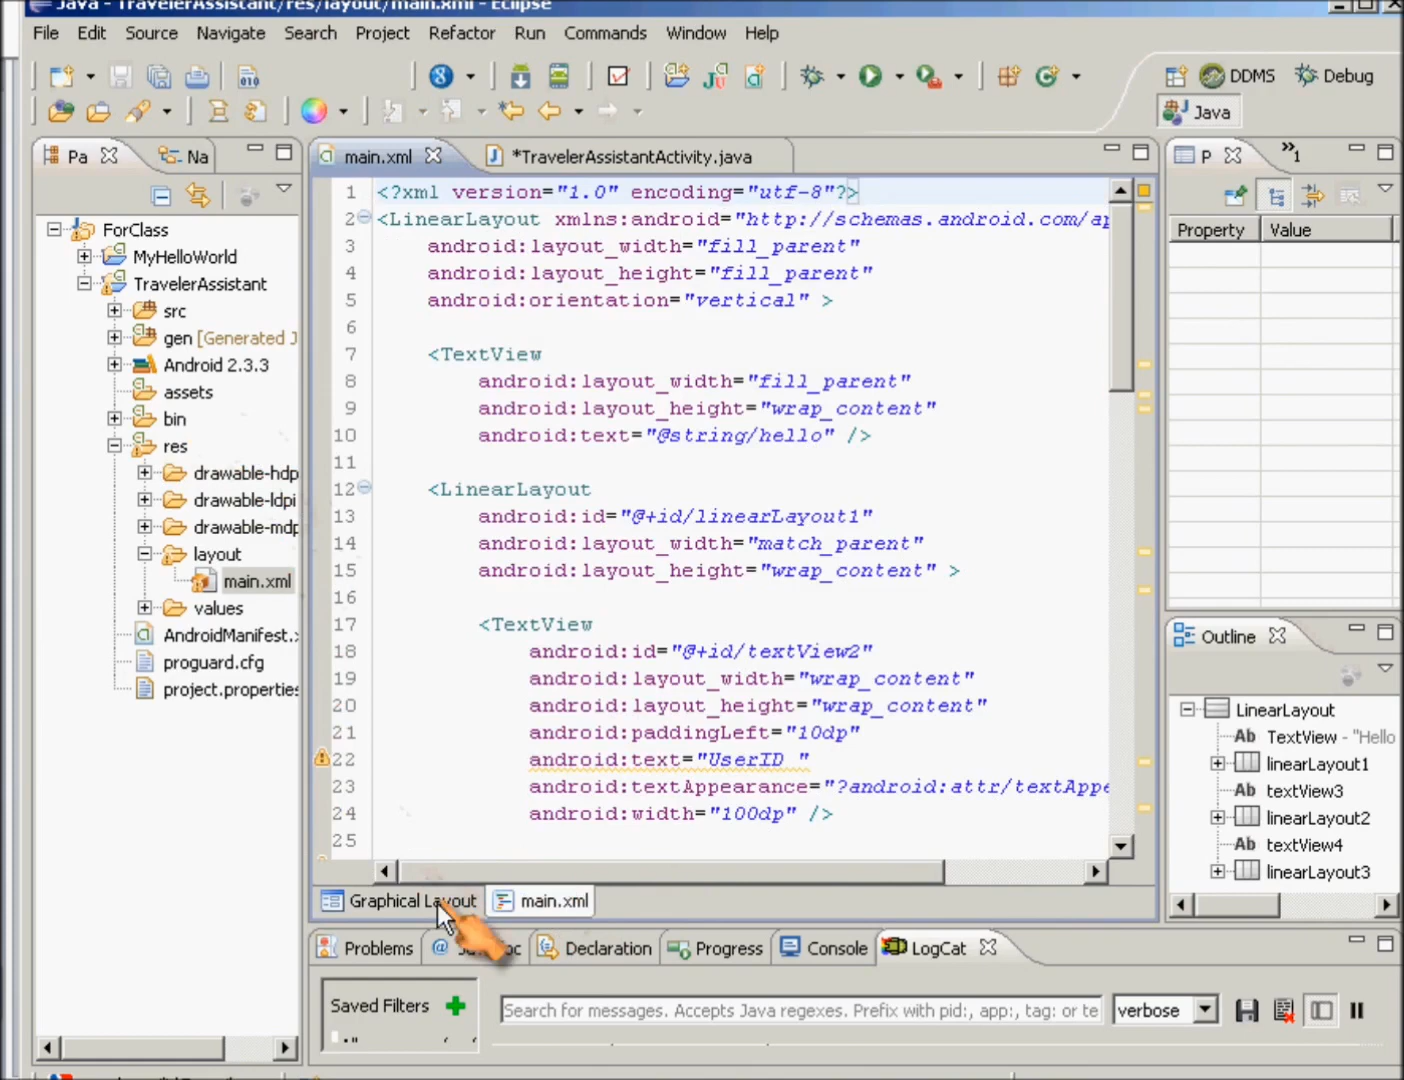 Java - TravelerAssistant/res/layout/main.xml - Eclipse
File Edit Source Navigate Search Project Refactor Run Commands Window Help
DDMS Debug
Java
Pa Na
main.xml *TravelerAssistantActivity.java
P »1
ForClass
MyHelloWorld
TravelerAssistant
src
gen [Generated J
Android 2.3.3
assets
bin
res
drawable-hdp
drawable-ldpi
drawable-mdp
layout
main.xml
values
AndroidManifest.x
proguard.cfg
project.properties
1 <?xml version="1.0" encoding="utf-8"?>
2 <LinearLayout xmlns:android="http://schemas.android.com/ap
3 android:layout_width="fill_parent"
4 android:layout_height="fill_parent"
5 android:orientation="vertical" >
6
7 <TextView
8 android:layout_width="fill_parent"
9 android:layout_height="wrap_content"
10 android:text="@string/hello" />
11
12 <LinearLayout
13 android:id="@+id/linearLayout1"
14 android:layout_width="match_parent"
15 android:layout_height="wrap_content" >
16
17 <TextView
18 android:id="@+id/textView2"
19 android:layout_width="wrap_content"
20 android:layout_height="wrap_content"
21 android:paddingLeft="10dp"
22 android:text="UserID "
23 android:textAppearance="?android:attr/textAppe
24 android:width="100dp" />
25
Graphical Layout main.xml
Property Value
Outline
LinearLayout
Ab TextView - "Hello
linearLayout1
textView3
linearLayout2
Ab textView4
linearLayout3
Problems @ Declaration Progress Console LogCat
Saved Filters
Search for messages. Accepts Java regexes. Prefix with pid:, app:, tag: or te
verbose